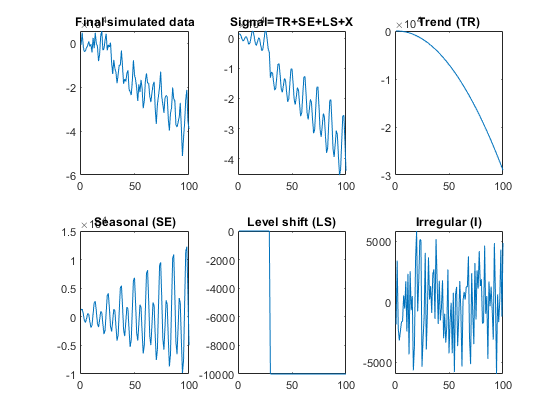 Final simulated data
Signal=TR+SE+LS+X
Trend (TR)
0
-2
-4
-6
0 50 100
0
-1
-2
-3
-4
0 50 100
0
-1
-2
-3
0 50 100
Seasonal (SE)
Level shift (LS)
Irregular (I)
1.5
1
0.5
0
-0.5
-1
0 50 100
0
-2000
-4000
-6000
-8000
-10000
0 50 100
5000
0
-5000
0 50 100